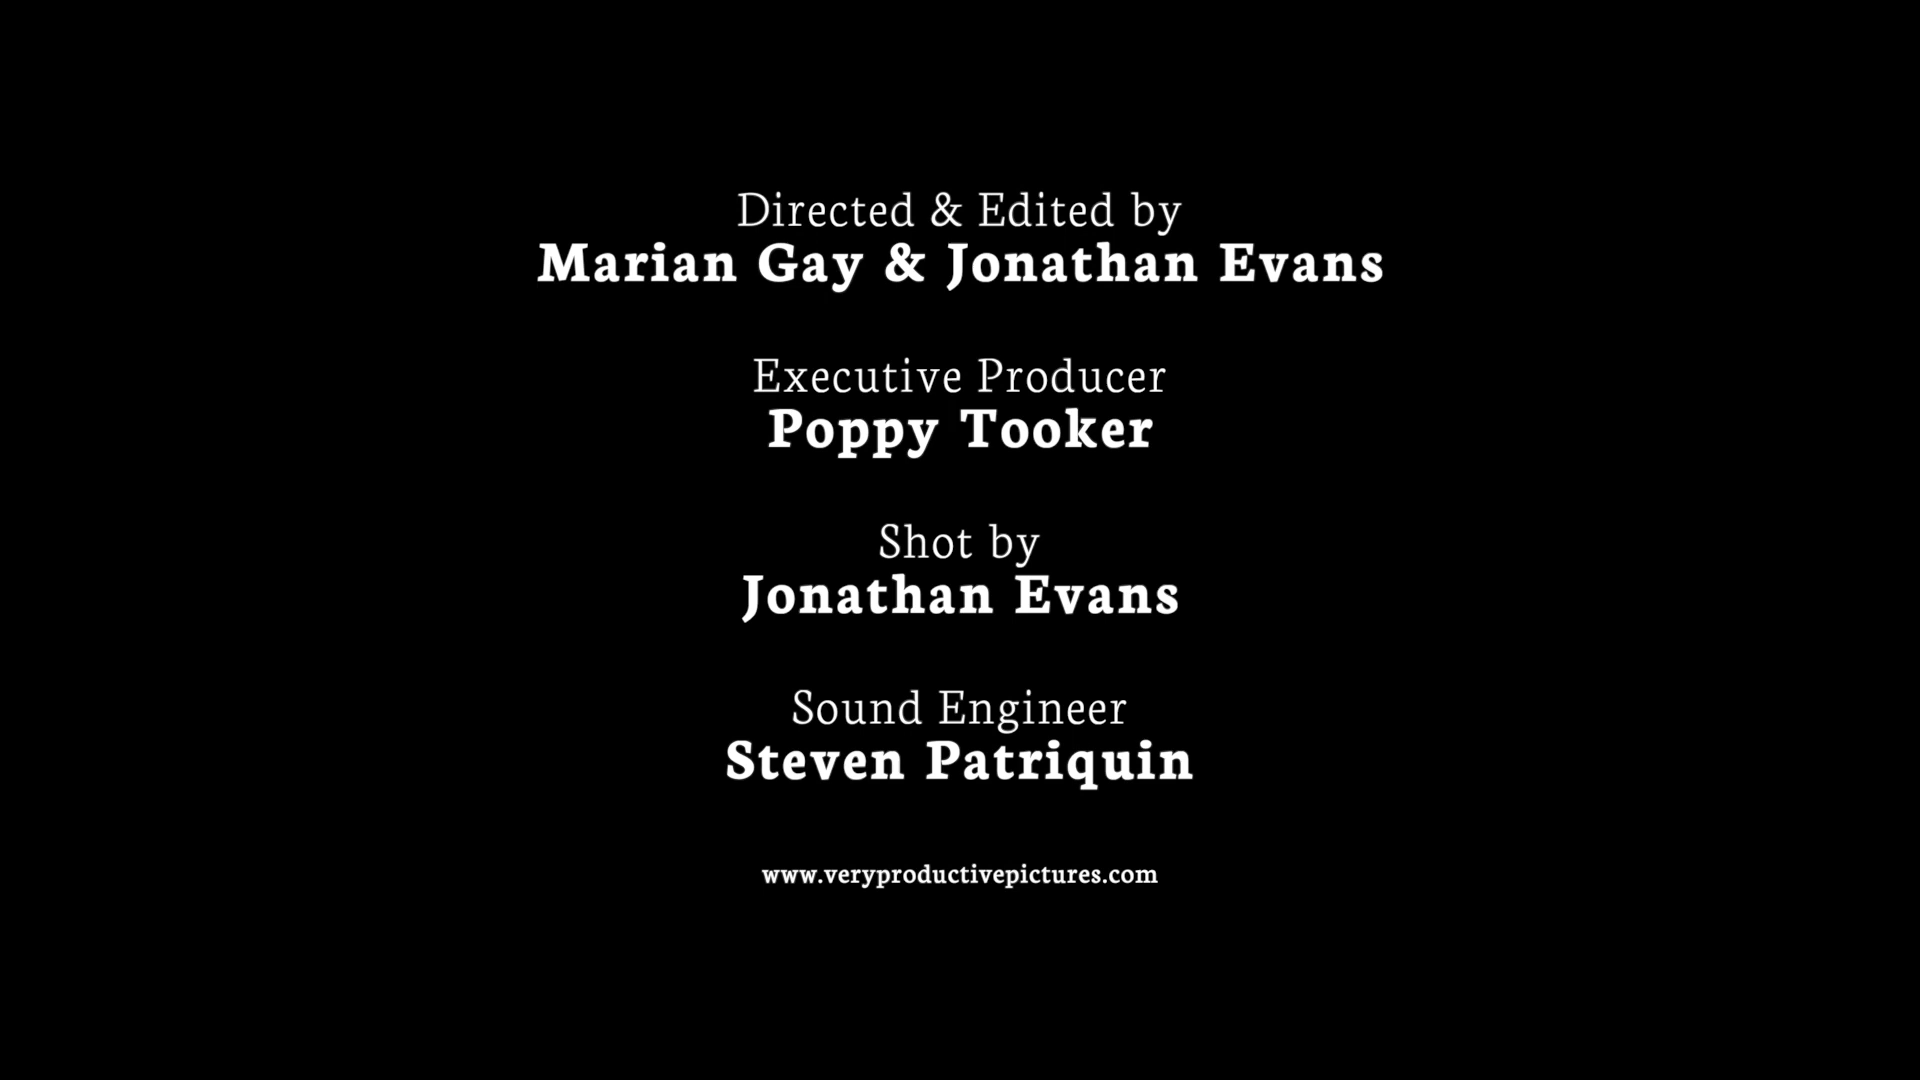 Directed & Edited by
Marian Gay & Jonathan Evans
Executive Producer
Poppy Tooker
Shot by
Jonathan Evans
Sound Engineer
Steven Patriquin
www.veryproductivepictures.com